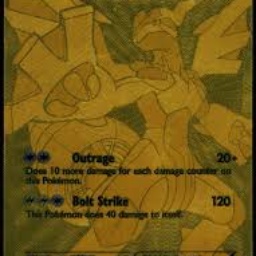 Outrage 20+
Does 10 more damage for each damage counter on
this Pokémon.
Bolt Strike 120
This Pokémon does 40 damage to itself.